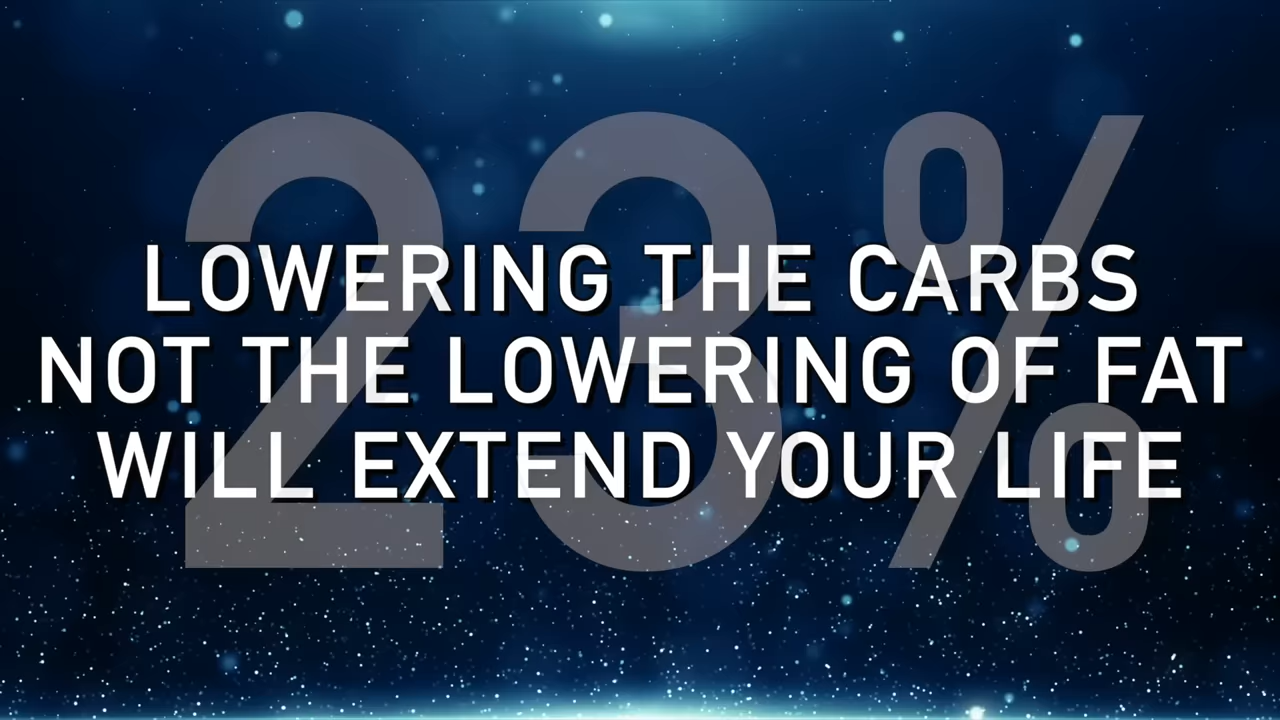 23%
LOWERING THE CARBS
NOT THE LOWERING OF FAT
WILL EXTEND YOUR LIFE